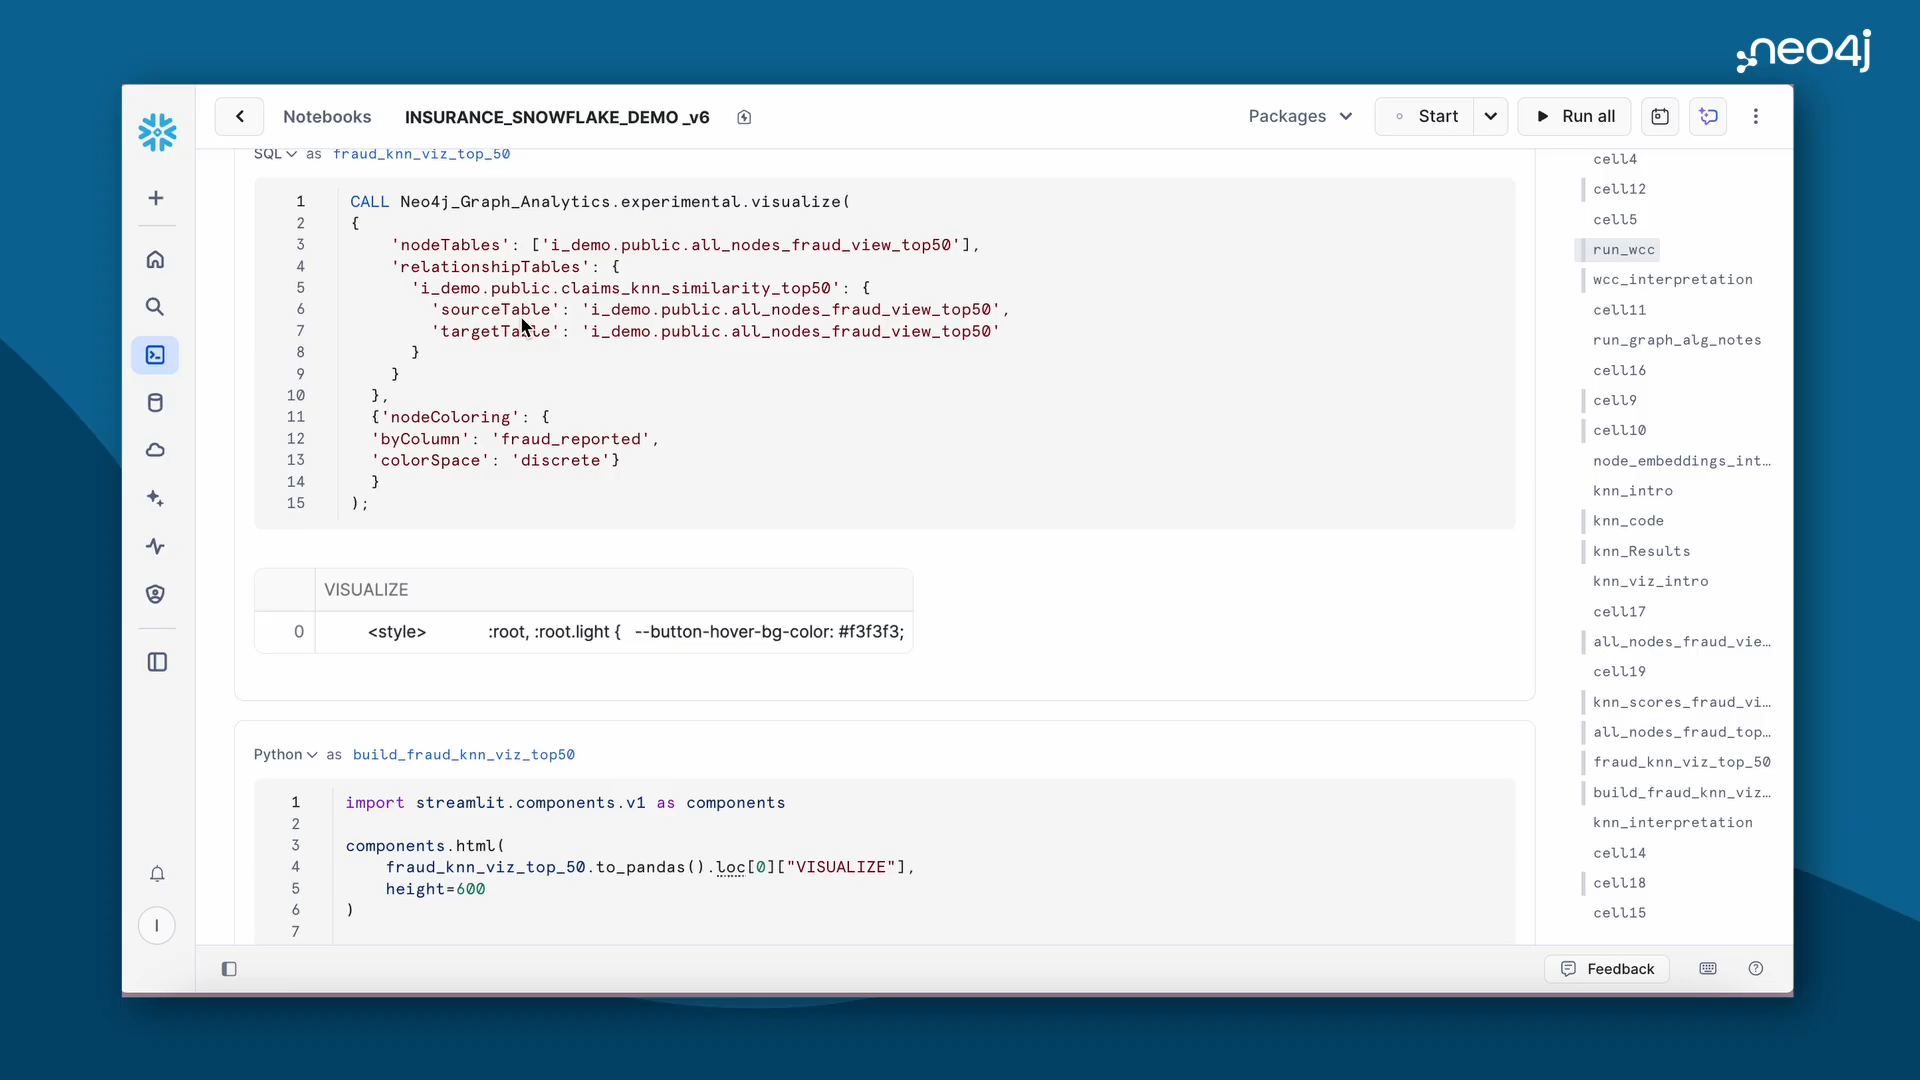 neo4j
Notebooks
INSURANCE_SNOWFLAKE_DEMO _v6
Packages
Start
Run all
SQL as fraud_knn_viz_top_50
1 CALL Neo4j_Graph_Analytics.experimental.visualize(
2 {
3 'nodeTables': ['i_demo.public.all_nodes_fraud_view_top50'],
4 'relationshipTables': {
5 'i_demo.public.claims_knn_similarity_top50': {
6 'sourceTable': 'i_demo.public.all_nodes_fraud_view_top50',
7 'targetTable': 'i_demo.public.all_nodes_fraud_view_top50'
8 }
9 }
10 },
11 {'nodeColoring': {
12 'byColumn': 'fraud_reported',
13 'colorSpace': 'discrete'}
14 }
15 );
VISUALIZE
0 <style> :root, :root.light { --button-hover-bg-color: #f3f3f3;
Python as build_fraud_knn_viz_top50
1 import streamlit.components.v1 as components
2
3 components.html(
4 fraud_knn_viz_top_50.to_pandas().loc[0]["VISUALIZE"],
5 height=600
6 )
7
cell4
cell12
cell5
run_wcc
wcc_interpretation
cell11
run_graph_alg_notes
cell16
cell9
cell10
node_embeddings_int…
knn_intro
knn_code
knn_Results
knn_viz_intro
cell17
all_nodes_fraud_vie…
cell19
knn_scores_fraud_vi…
all_nodes_fraud_top…
fraud_knn_viz_top_50
build_fraud_knn_viz…
knn_interpretation
cell14
cell18
cell15
I
Feedback